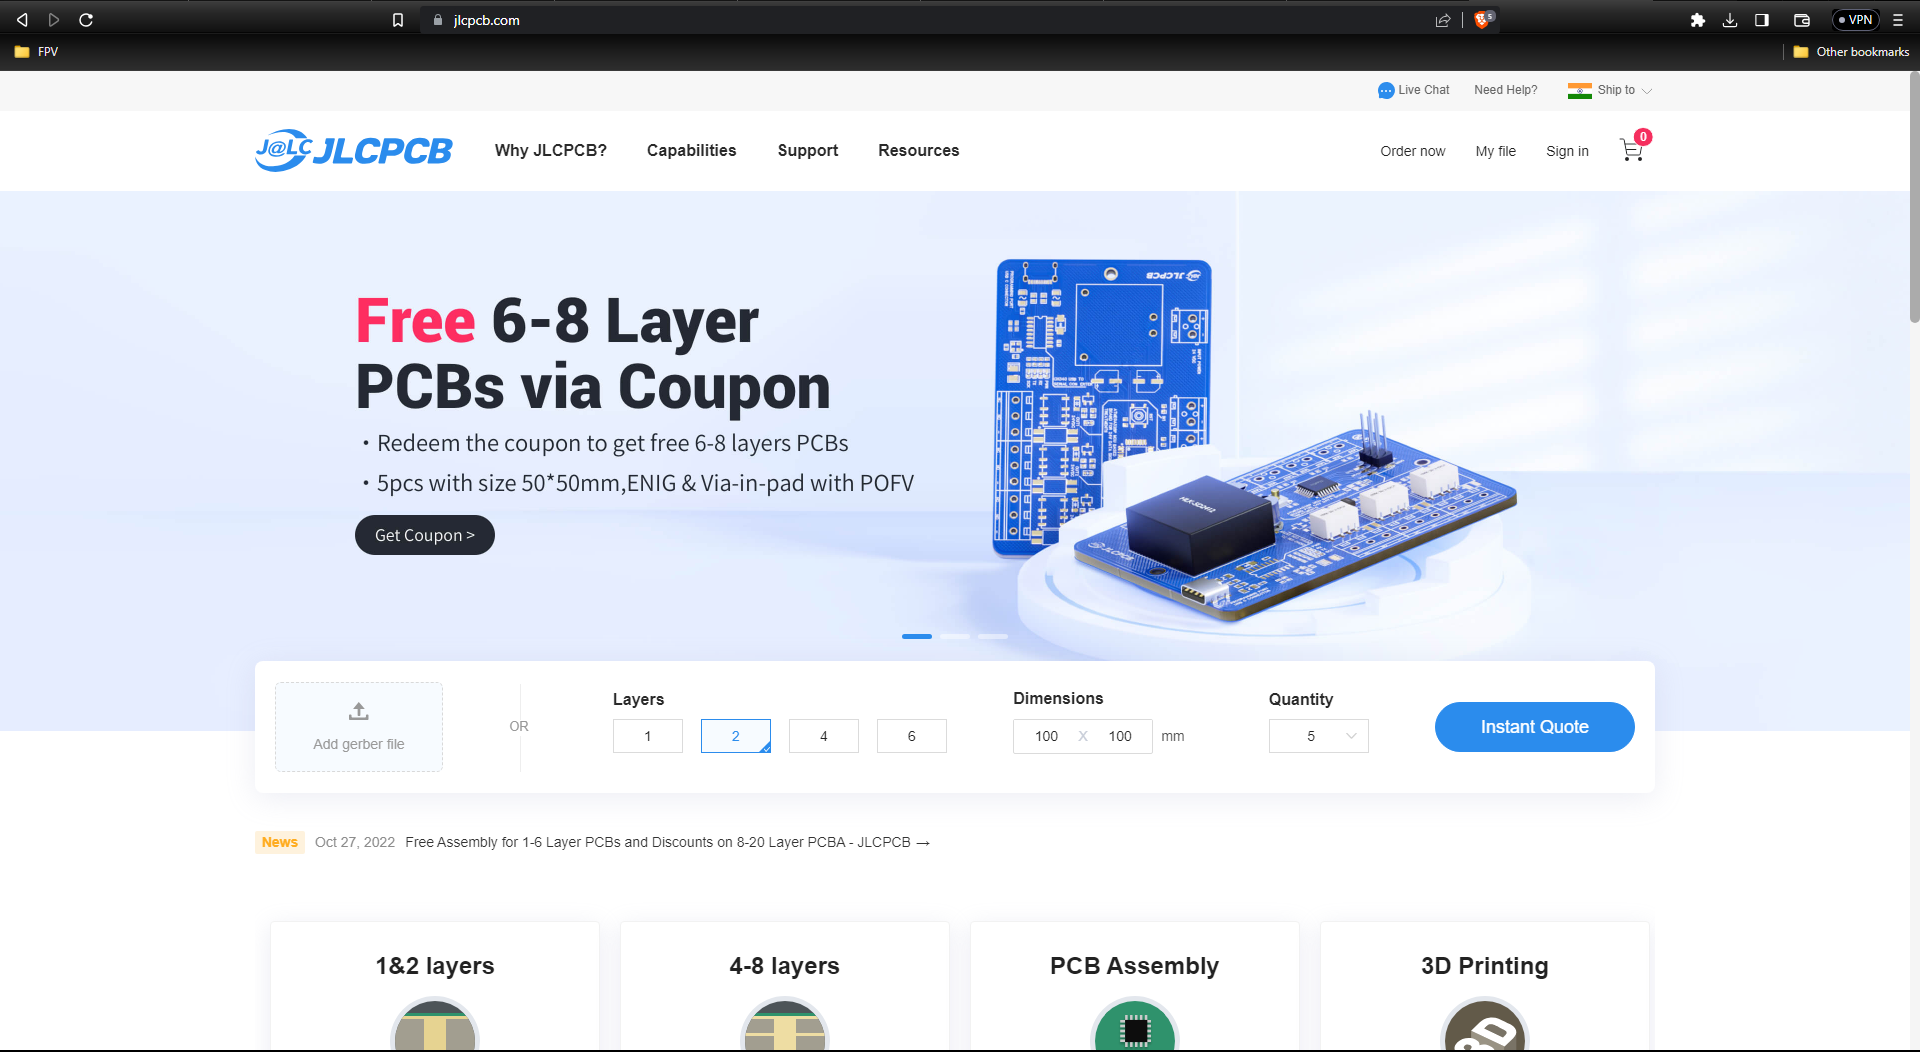 jlcpcb.com
5
VPN
FPV
Other bookmarks
Live Chat
Need Help?
Ship to
J@LC JLCPCB
Why JLCPCB?
Capabilities
Support
Resources
Order now
My file
Sign in
0
Free 6-8 Layer
PCBs via Coupon
・Redeem the coupon to get free 6-8 layers PCBs
・5pcs with size 50*50mm,ENIG & Via-in-pad with POFV
Get Coupon >
JLCPCB
JLCPCB
Add gerber file
OR
Layers
1
2
4
6
Dimensions
100 X 100 mm
Quantity
5
Instant Quote
News
Oct 27, 2022
Free Assembly for 1-6 Layer PCBs and Discounts on 8-20 Layer PCBA - JLCPCB →
1&2 layers
4-8 layers
PCB Assembly
3D Printing